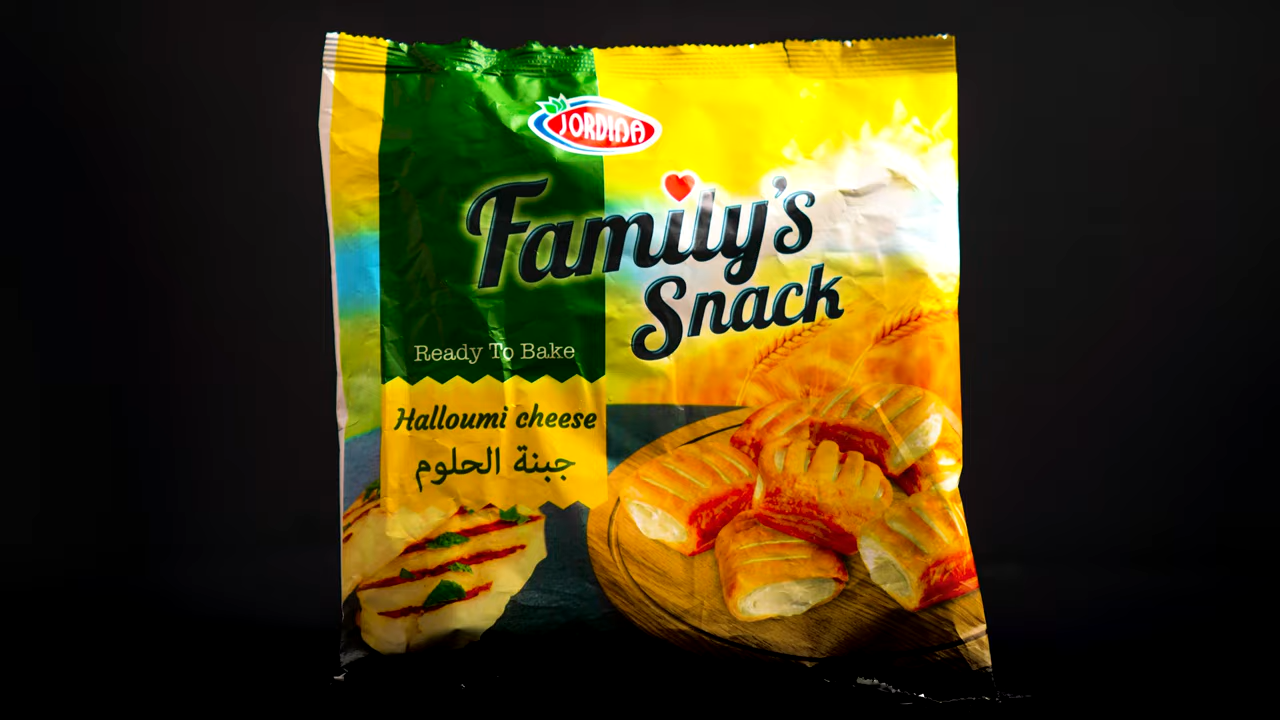 JORDINA
Family's
Snack
Ready To Bake
Halloumi cheese
جبنة الحلوم